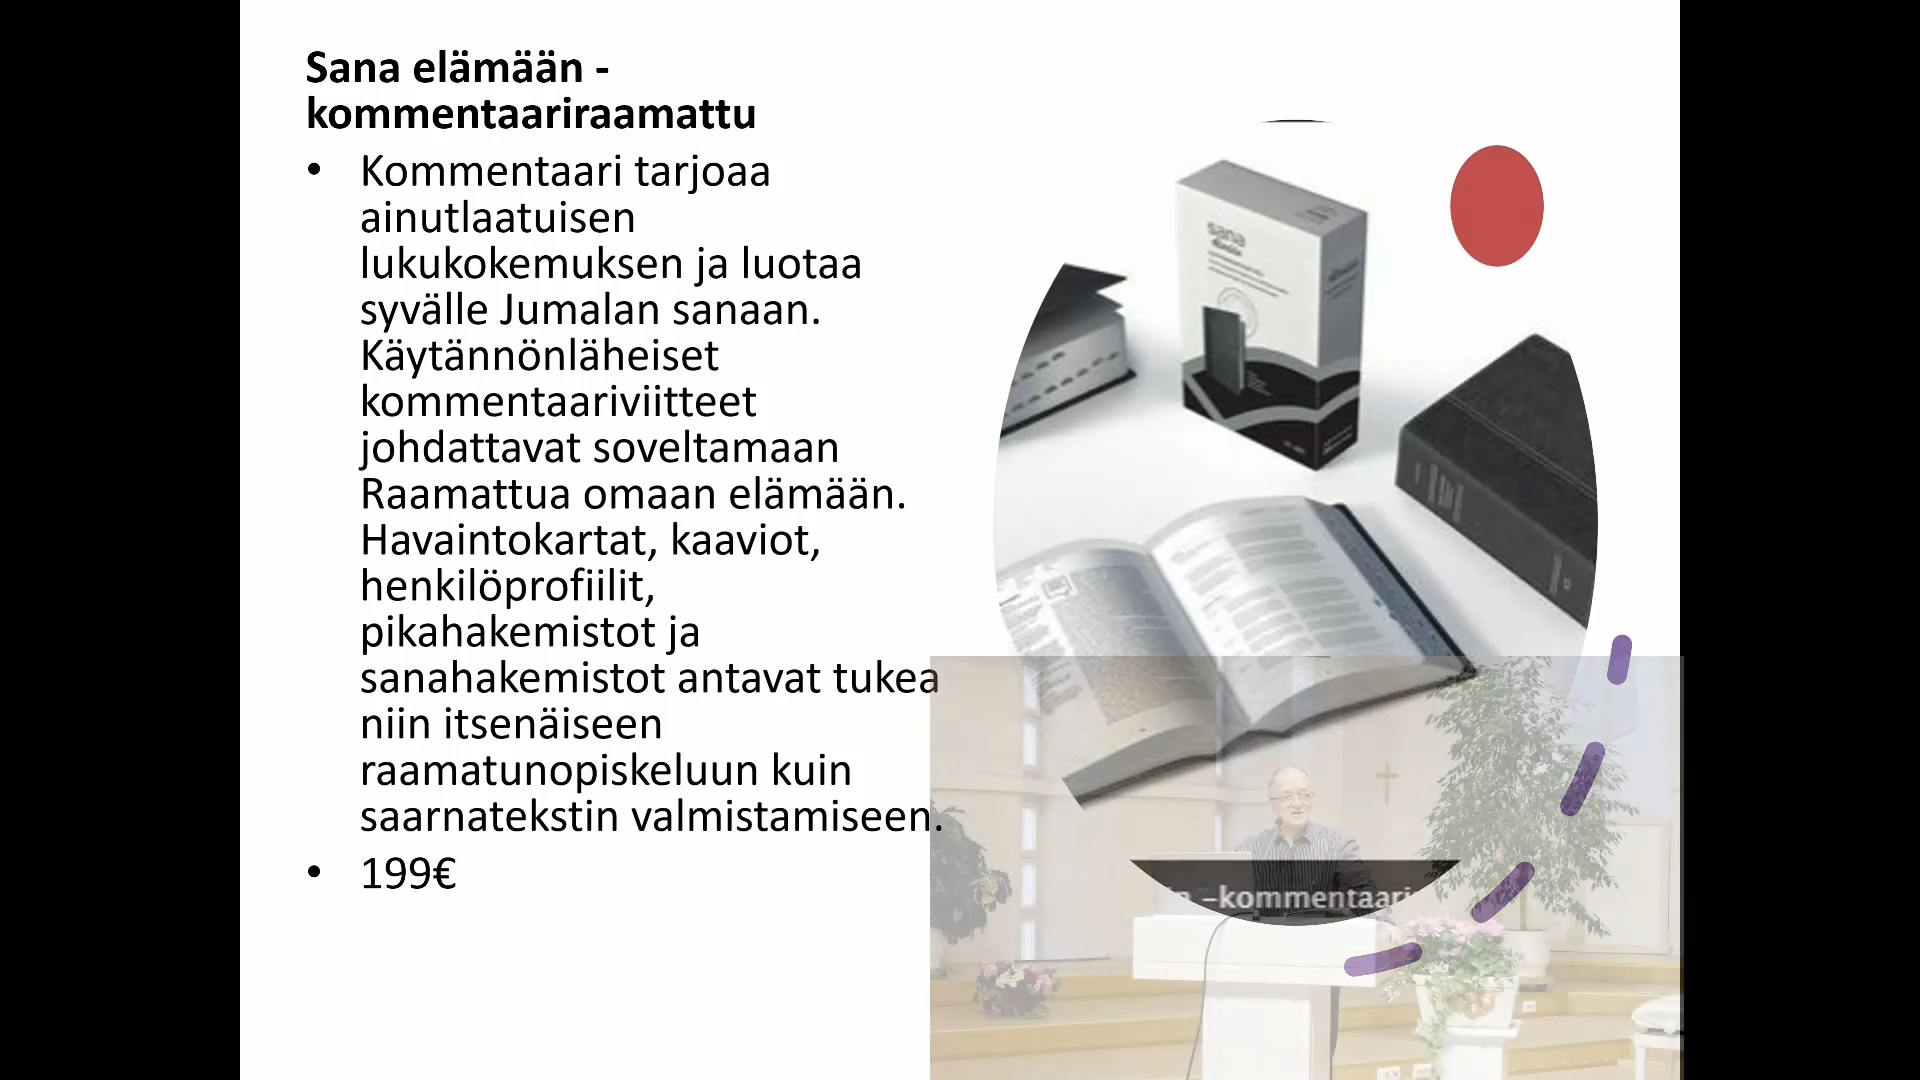 Sana elämään -
kommentaariraamattu
• Kommentaari tarjoaa
ainutlaatuisen
lukukokemuksen ja luotaa
syvälle Jumalan sanaan.
Käytännönläheiset
kommentaariviitteet
johdattavat soveltamaan
Raamattua omaan elämään.
Havaintokartat, kaaviot,
henkilöprofiilit,
pikahakemistot ja
sanahakemistot antavat tukea
niin itsenäiseen
raamatunopiskeluun kuin
saarnatekstin valmistamiseen.
• 199€
sana
–kommentaari